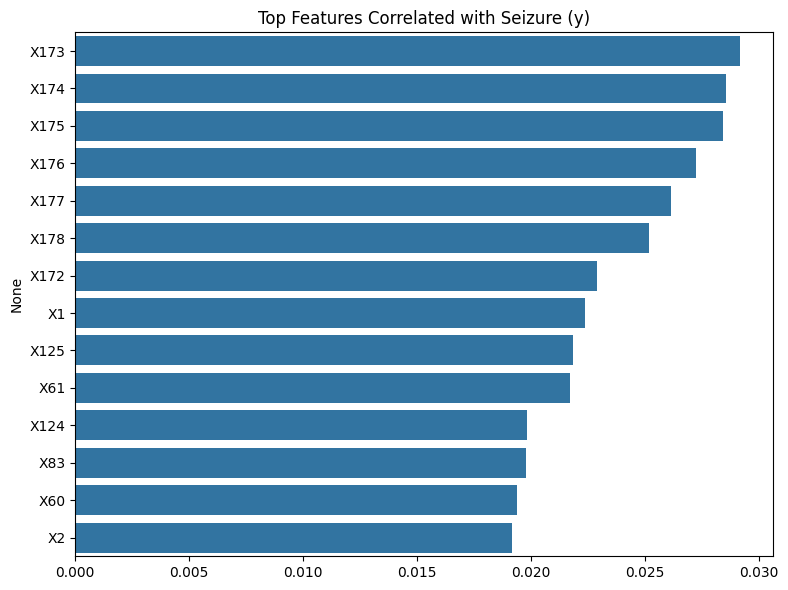 Top Features Correlated with Seizure (y)
None
X173
X174
X175
X176
X177
X178
X172
X1
X125
X61
X124
X83
X60
X2
0.000 0.005 0.010 0.015 0.020 0.025 0.030